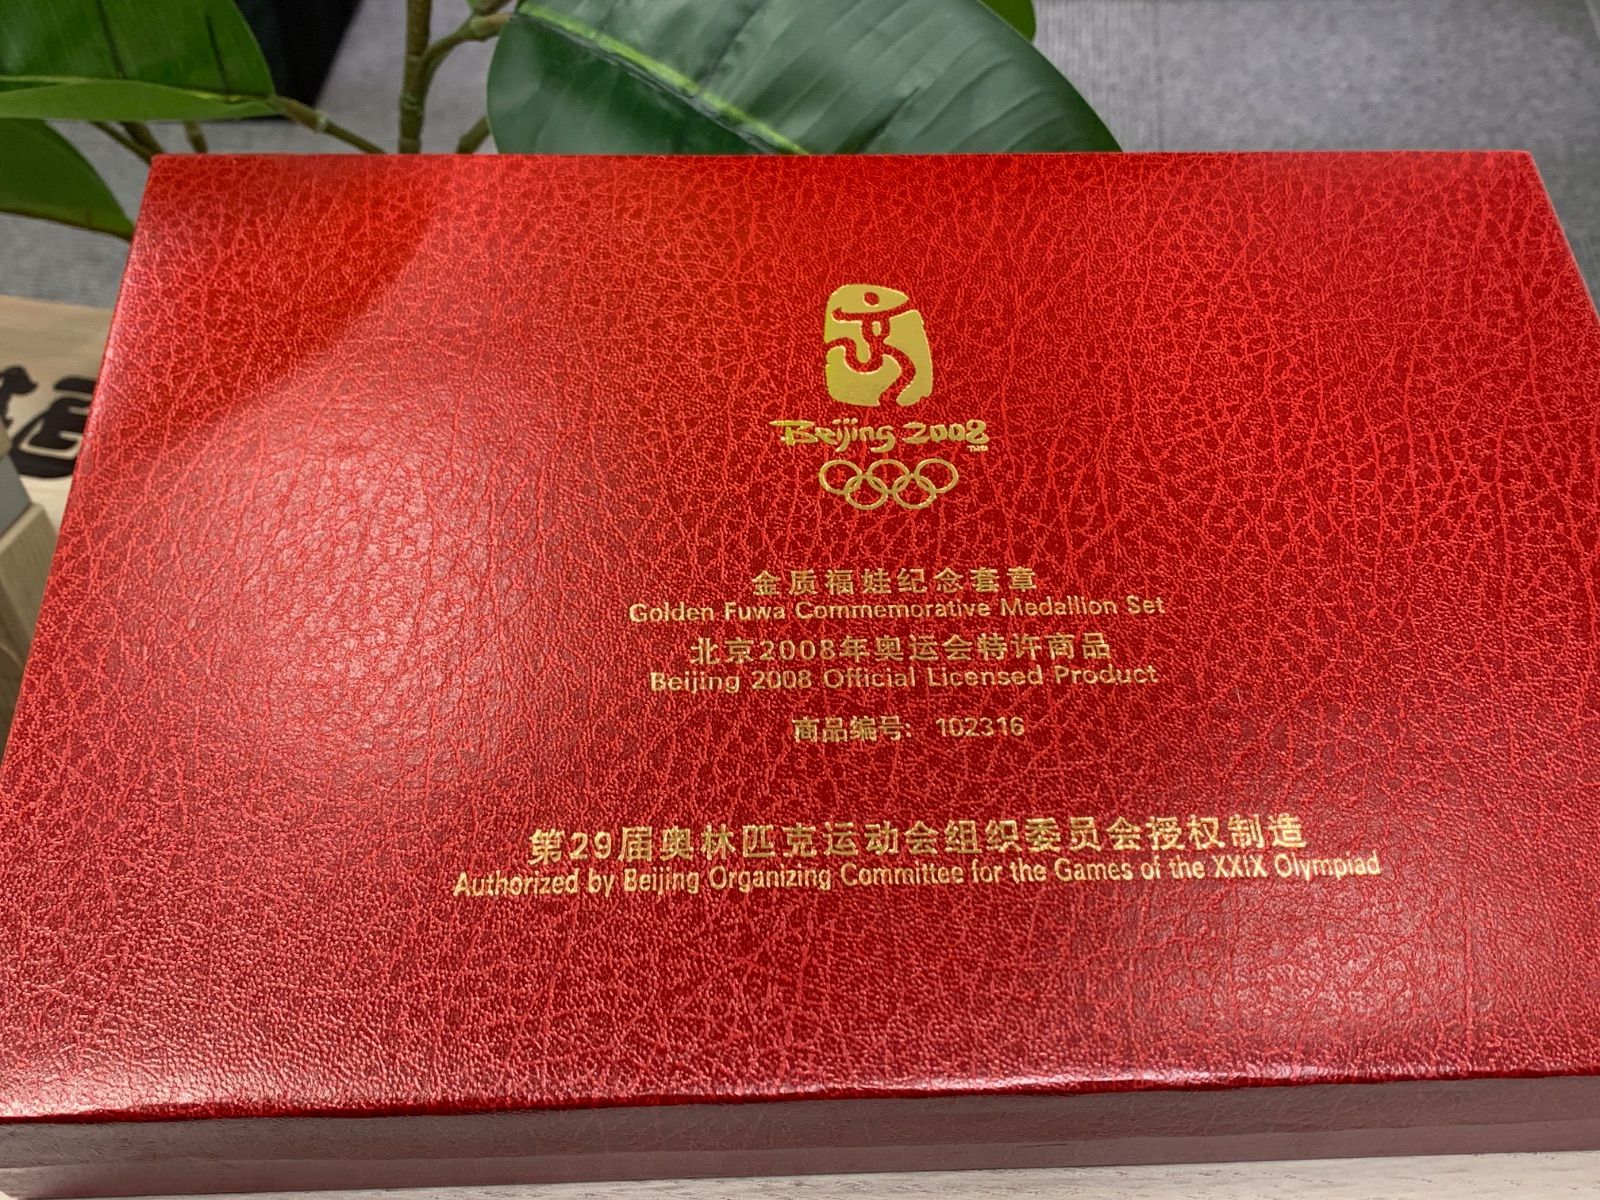 Beijing 2008
TM
金质福娃纪念套章
Golden Fuwa Commemorative Medallion Set
北京2008年奥运会特许商品
Beijing 2008 Official Licensed Product
商品编号: 102316
第29届奥林匹克运动会组织委员会授权制造
Authorized by Beijing Organizing Committee for the Games of the XXIX Olympiad